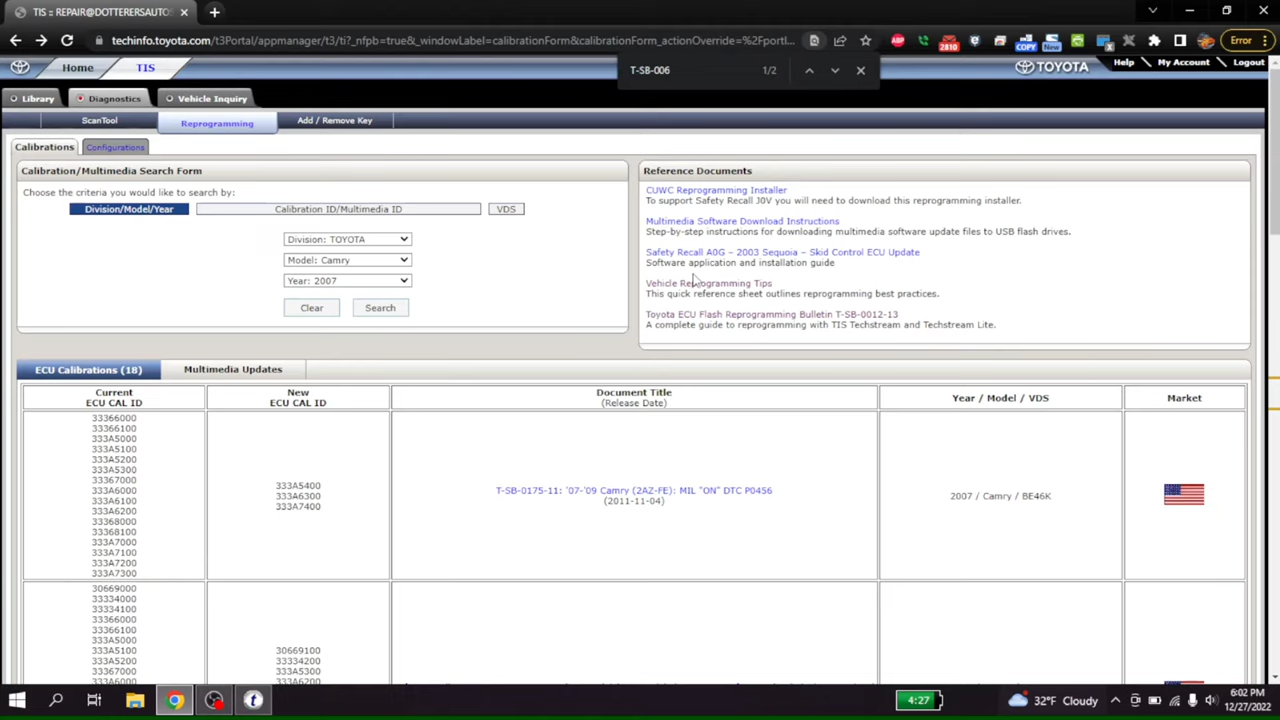 TIS :: REPAIR@DOTTERERSAUTOS
techinfo.toyota.com/t3Portal/appmanager/t3/ti?_nfpb=true&_windowLabel=calibrationForm&calibrationForm_actionOverride=%2Fportl...
2810 COPY New Error
T-SB-006 1/2
Home TIS TOYOTA Help My Account Logout
Library Diagnostics Vehicle Inquiry
ScanTool Reprogramming Add / Remove Key
Calibrations Configurations
Calibration/Multimedia Search Form
Choose the criteria you would like to search by:
Division/Model/Year Calibration ID/Multimedia ID VDS
Division: TOYOTA
Model: Camry
Year: 2007
Clear Search
Reference Documents
CUWC Reprogramming Installer
To support Safety Recall J0V you will need to download this reprogramming installer.
Multimedia Software Download Instructions
Step-by-step instructions for downloading multimedia software update files to USB flash drives.
Safety Recall A0G – 2003 Sequoia – Skid Control ECU Update
Software application and installation guide
Vehicle Reprogramming Tips
This quick reference sheet outlines reprogramming best practices.
Toyota ECU Flash Reprogramming Bulletin T-SB-0012-13
A complete guide to reprogramming with TIS Techstream and Techstream Lite.
ECU Calibrations (18) Multimedia Updates
Current
ECU CAL ID
New
ECU CAL ID
Document Title
(Release Date)
Year / Model / VDS
Market
33366000
33366100
333A5000
333A5100
333A5200
333A5300
33367000
333A6000
333A6100
333A6200
33368000
33368100
333A7000
333A7100
333A7200
333A7300
333A5400
333A6300
333A7400
T-SB-0175-11: '07-'09 Camry (2AZ-FE): MIL "ON" DTC P0456
(2011-11-04)
2007 / Camry / BE46K
30669000
33334000
33334100
33366000
33366100
333A5000
333A5100
333A5200
33367000
333A6000
30669100
33334200
333A5300
333A6200
4:27
32°F Cloudy
6:02 PM
12/27/2022